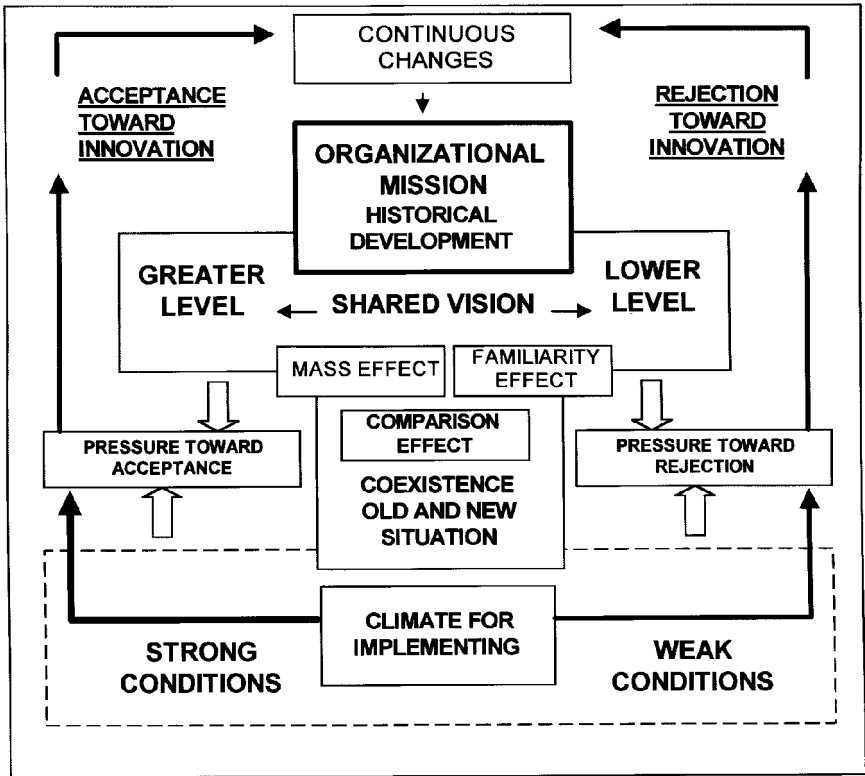 CONTINUOUS
CHANGES
ACCEPTANCE
TOWARD
INNOVATION
REJECTION
TOWARD
INNOVATION
ORGANIZATIONAL
MISSION
HISTORICAL
DEVELOPMENT
GREATER
LEVEL
SHARED VISION
LOWER
LEVEL
MASS EFFECT
FAMILIARITY
EFFECT
COMPARISON
EFFECT
PRESSURE TOWARD
ACCEPTANCE
PRESSURE TOWARD
REJECTION
COEXISTENCE
OLD AND NEW
SITUATION
CLIMATE FOR
IMPLEMENTING
STRONG
CONDITIONS
WEAK
CONDITIONS